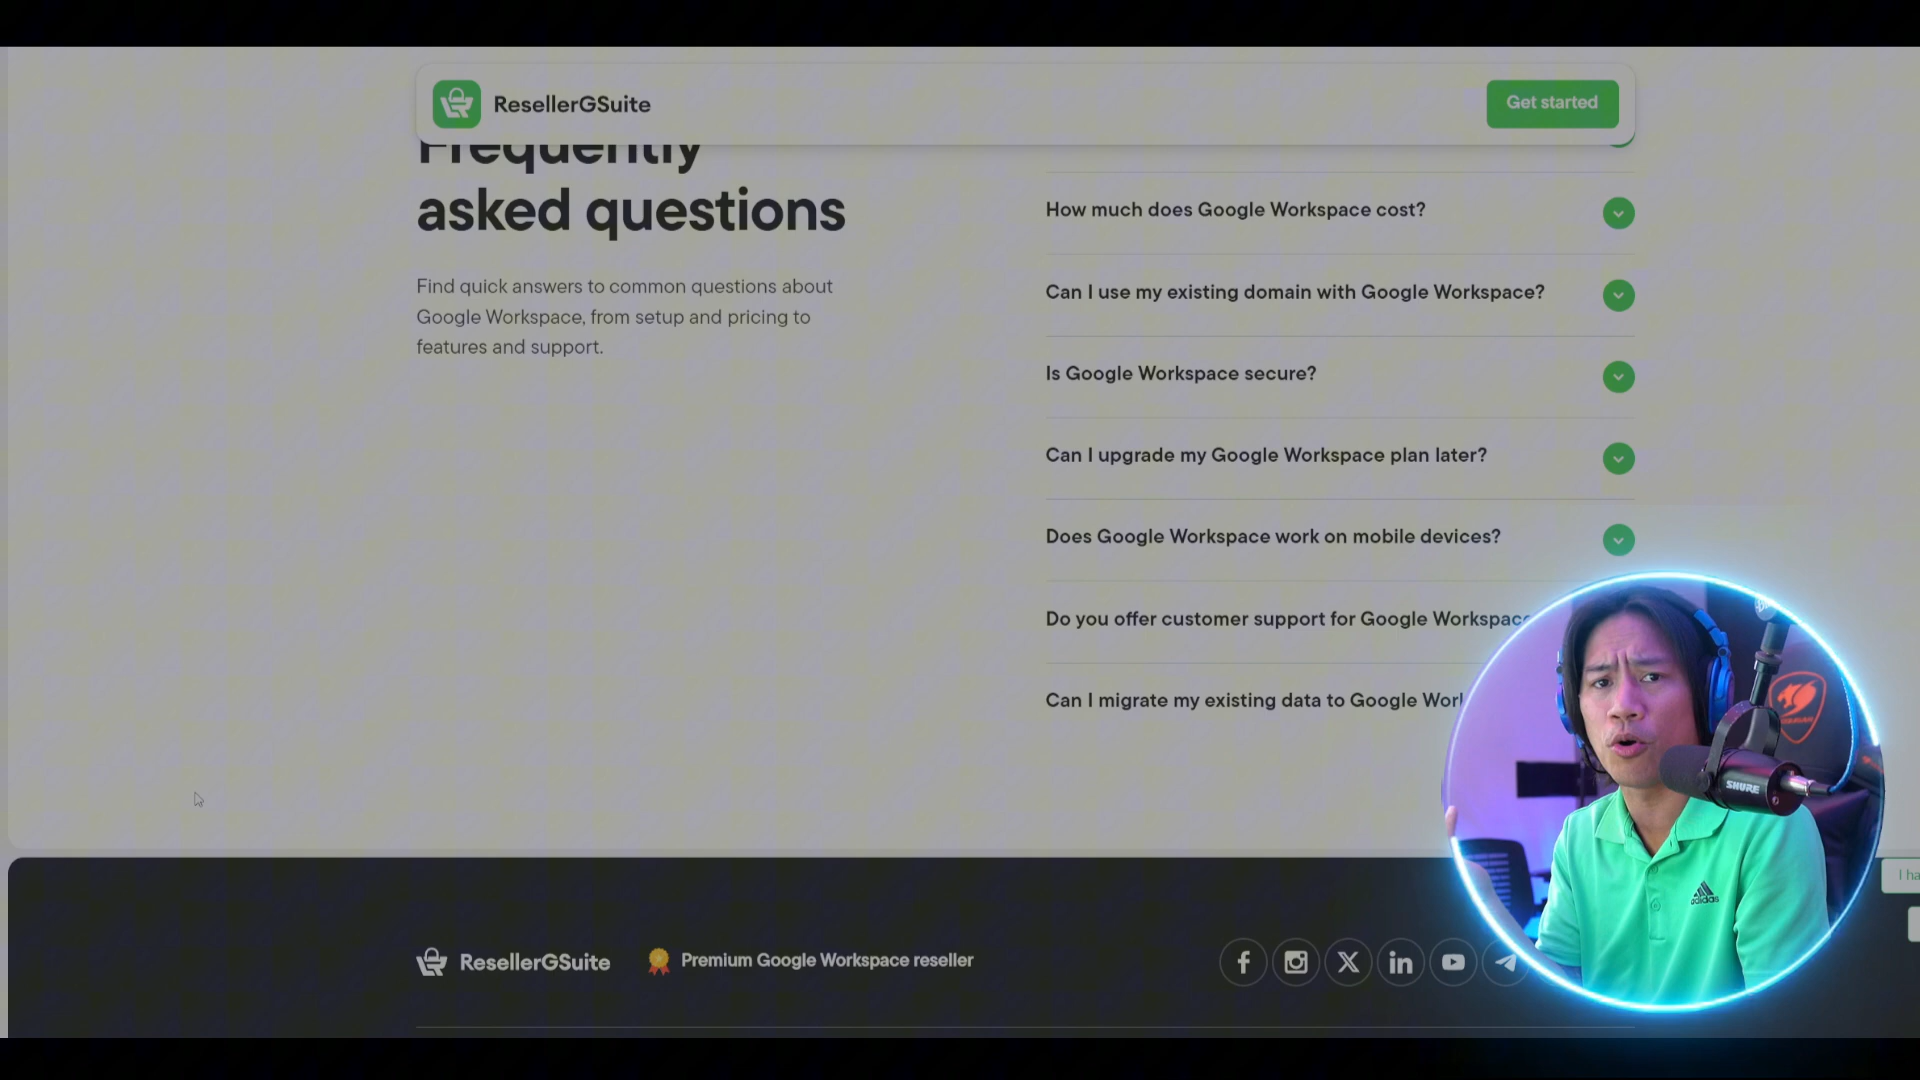 ResellerGSuite
Get started
Frequently
asked questions
Find quick answers to common questions about
Google Workspace, from setup and pricing to
features and support.
How much does Google Workspace cost?
Can I use my existing domain with Google Workspace?
Is Google Workspace secure?
Can I upgrade my Google Workspace plan later?
Does Google Workspace work on mobile devices?
Do you offer customer support for Google Workspac
Can I migrate my existing data to Google Wor
SHURE
adidas
I ha
ResellerGSuite
Premium Google Workspace reseller